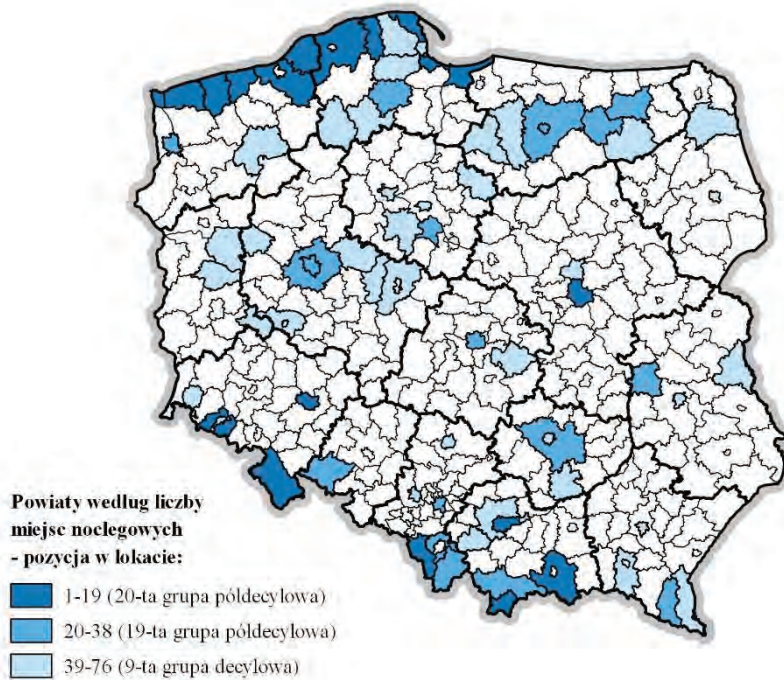 Powiaty według liczby
miejsc noclegowych
- pozycja w lokacie:
1-19 (20-ta grupa półdecylowa)
20-38 (19-ta grupa półdecylowa)
39-76 (9-ta grupa decylowa)